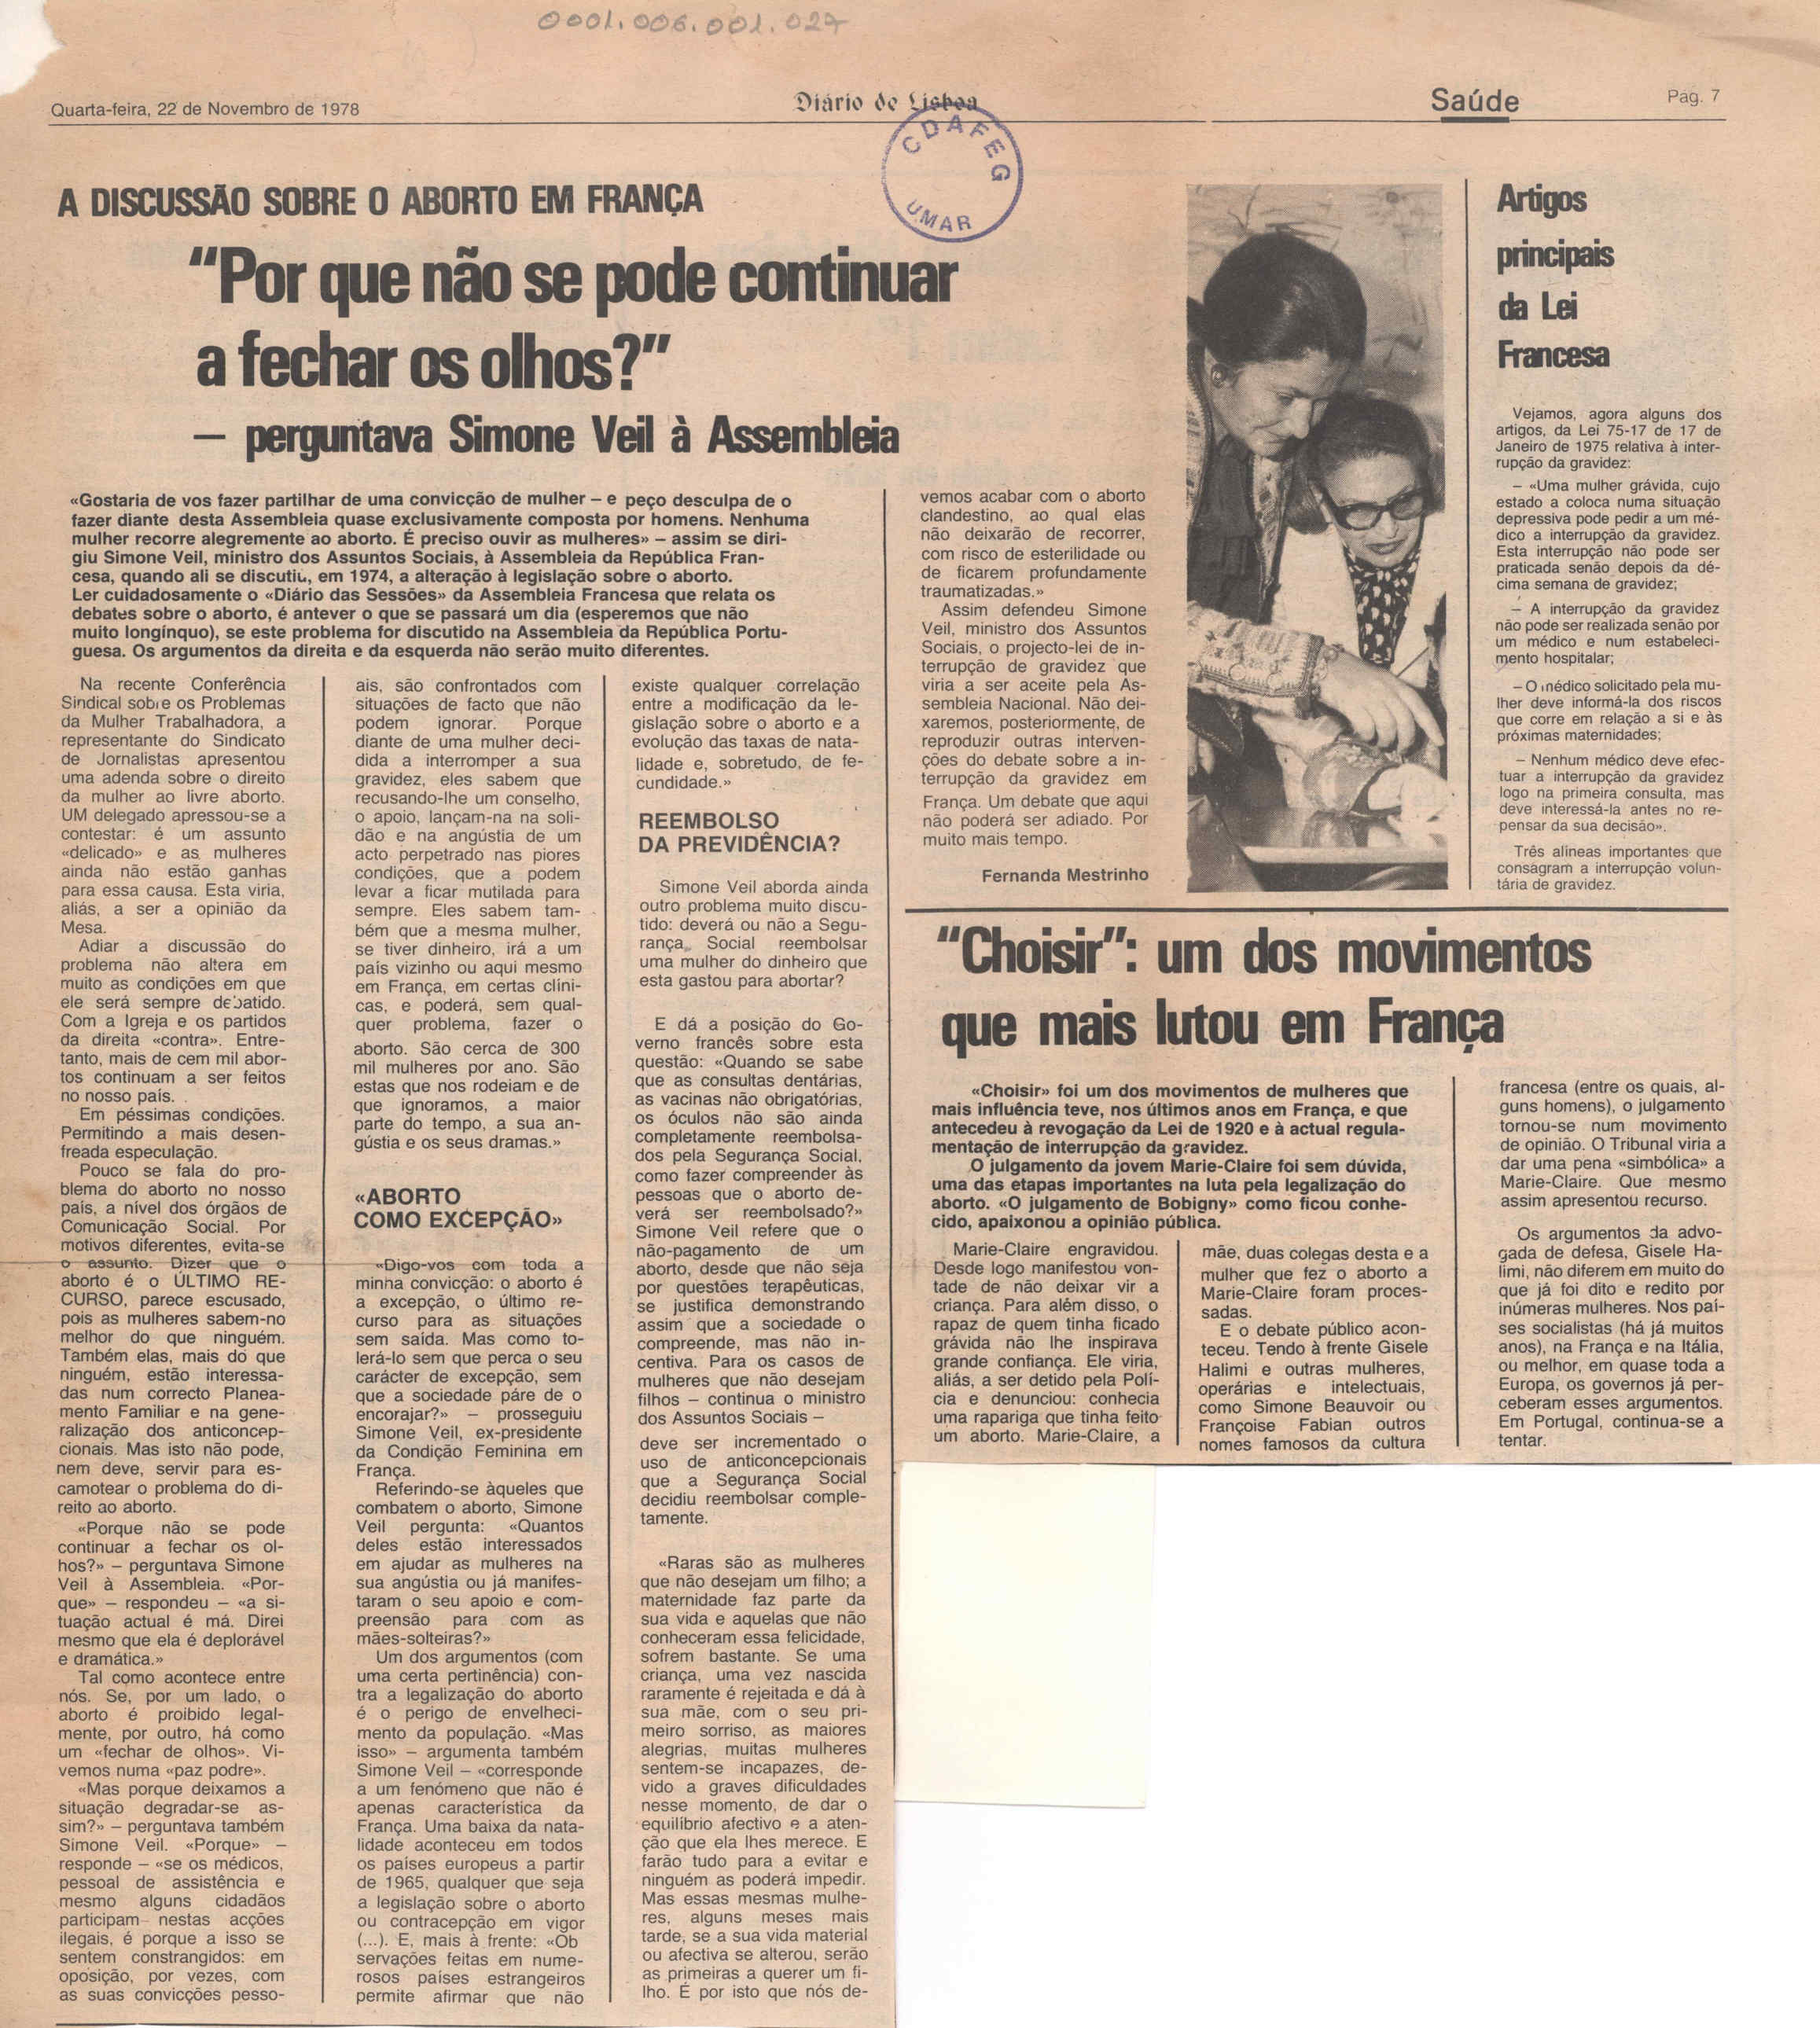 0001.006.001.027
Quarta-feira, 22 de Novembro de 1978
Diário de Lisboa
Saúde
Pág. 7
CDAFEG
UMAR
A DISCUSSÃO SOBRE O ABORTO EM FRANÇA
"Por que não se pode continuar
a fechar os olhos?"
— perguntava Simone Veil à Assembleia
«Gostaria de vos fazer partilhar de uma convicção de mulher – e peço desculpa de o
fazer diante desta Assembleia quase exclusivamente composta por homens. Nenhuma
mulher recorre alegremente ao aborto. É preciso ouvir as mulheres» – assim se diri-
giu Simone Veil, ministro dos Assuntos Sociais, à Assembleia da República Fran-
cesa, quando ali se discutiu, em 1974, a alteração à legislação sobre o aborto.
Ler cuidadosamente o «Diário das Sessões» da Assembleia Francesa que relata os
debates sobre o aborto, é antever o que se passará um dia (esperemos que não
muito longínquo), se este problema for discutido na Assembleia da República Portu-
guesa. Os argumentos da direita e da esquerda não serão muito diferentes.
Na recente Conferência
Sindical sobre os Problemas
da Mulher Trabalhadora, a
representante do Sindicato
de Jornalistas apresentou
uma adenda sobre o direito
da mulher ao livre aborto.
UM delegado apressou-se a
contestar: é um assunto
«delicado» e as mulheres
ainda não estão ganhas
para essa causa. Esta viria,
aliás, a ser a opinião da
Mesa.
Adiar a discussão do
problema não altera em
muito as condições em que
ele será sempre debatido.
Com a Igreja e os partidos
da direita «contra». Entre-
tanto, mais de cem mil abor-
tos continuam a ser feitos
no nosso país.
Em péssimas condições.
Permitindo a mais desen-
freada especulação.
Pouco se fala do pro-
blema do aborto no nosso
país, a nível dos órgãos de
Comunicação Social. Por
motivos diferentes, evita-se
o assunto. Dizer que o
aborto é o ÚLTIMO RE-
CURSO, parece escusado,
pois as mulheres sabem-no
melhor do que ninguém.
Também elas, mais do que
ninguém, estão interessa-
das num correcto Planea-
mento Familiar e na gene-
ralização dos anticoncep-
cionais. Mas isto não pode,
nem deve, servir para es-
camotear o problema do di-
reito ao aborto.
«Porque não se pode
continuar a fechar os ol-
hos?» – perguntava Simone
Veil à Assembleia. «Por-
que» – respondeu – «a si-
tuação actual é má. Direi
mesmo que ela é deplorável
e dramática.»
Tal como acontece entre
nós. Se, por um lado, o
aborto é proibido legal-
mente, por outro, há como
um «fechar de olhos». Vi-
vemos numa «paz podre».
«Mas porque deixamos a
situação degradar-se as-
sim?» – perguntava também
Simone Veil. «Porque» –
responde – «se os médicos,
pessoal de assistência e
mesmo alguns cidadãos
participam nestas acções
ilegais, é porque a isso se
sentem constrangidos: em
oposição, por vezes, com
as suas convicções pesso-
ais, são confrontados com
situações de facto que não
podem ignorar. Porque
diante de uma mulher deci-
dida a interromper a sua
gravidez, eles sabem que
recusando-lhe um conselho,
o apoio, lançam-na na soli-
dão e na angústia de um
acto perpetrado nas piores
condições, que a podem
levar a ficar mutilada para
sempre. Eles sabem tam-
bém que a mesma mulher,
se tiver dinheiro, irá a um
país vizinho ou aqui mesmo
em França, em certas clíni-
cas, e poderá, sem qual-
quer problema, fazer o
aborto. São cerca de 300
mil mulheres por ano. São
estas que nos rodeiam e de
que ignoramos, a maior
parte do tempo, a sua an-
gústia e os seus dramas.»
«ABORTO
COMO EXCEPÇÃO»
«Digo-vos com toda a
minha convicção: o aborto é
a excepção, o último re-
curso para as situações
sem saída. Mas como to-
lerá-lo sem que perca o seu
carácter de excepção, sem
que a sociedade páre de o
encorajar?» – prosseguiu
Simone Veil, ex-presidente
da Condição Feminina em
França.
Referindo-se àqueles que
combatem o aborto, Simone
Veil pergunta: «Quantos
deles estão interessados
em ajudar as mulheres na
sua angústia ou já manifes-
taram o seu apoio e com-
preensão para com as
mães-solteiras?»
Um dos argumentos (com
uma certa pertinência) con-
tra a legalização do aborto
é o perigo de envelheci-
mento da população. «Mas
isso» – argumenta também
Simone Veil – «corresponde
a um fenómeno que não é
apenas característica da
França. Uma baixa da nata-
lidade aconteceu em todos
os países europeus a partir
de 1965, qualquer que seja
a legislação sobre o aborto
ou contracepção em vigor
(...). E, mais à frente: «Ob
servações feitas em nume-
rosos países estrangeiros
permite afirmar que não
existe qualquer correlação
entre a modificação da le-
gislação sobre o aborto e a
evolução das taxas de nata-
lidade e, sobretudo, de fe-
cundidade.»
REEMBOLSO
DA PREVIDÊNCIA?
Simone Veil aborda ainda
outro problema muito discu-
tido: deverá ou não a Segu-
rança Social reembolsar
uma mulher do dinheiro que
esta gastou para abortar?
E dá a posição do Go-
verno francês sobre esta
questão: «Quando se sabe
que as consultas dentárias,
as vacinas não obrigatórias,
os óculos não são ainda
completamente reembolsa-
dos pela Segurança Social,
como fazer compreender às
pessoas que o aborto de-
verá ser reembolsado?»
Simone Veil refere que o
não-pagamento de um
aborto, desde que não seja
por questões terapêuticas,
se justifica demonstrando
assim que a sociedade o
compreende, mas não in-
centiva. Para os casos de
mulheres que não desejam
filhos – continua o ministro
dos Assuntos Sociais –
deve ser incrementado o
uso de anticoncepcionais
que a Segurança Social
decidiu reembolsar comple-
tamente.
«Raras são as mulheres
que não desejam um filho; a
maternidade faz parte da
sua vida e aquelas que não
conheceram essa felicidade,
sofrem bastante. Se uma
criança, uma vez nascida
raramente é rejeitada e dá à
sua mãe, com o seu pri-
meiro sorriso, as maiores
alegrias, muitas mulheres
sentem-se incapazes, de-
vido a graves dificuldades
nesse momento, de dar o
equilíbrio afectivo e a aten-
ção que ela lhes merece. E
farão tudo para a evitar e
ninguém as poderá impedir.
Mas essas mesmas mulhe-
res, alguns meses mais
tarde, se a sua vida material
ou afectiva se alterou, serão
as primeiras a querer um fi-
lho. É por isto que nós de-
vemos acabar com o aborto
clandestino, ao qual elas
não deixarão de recorrer,
com risco de esterilidade ou
de ficarem profundamente
traumatizadas.»
Assim defendeu Simone
Veil, ministro dos Assuntos
Sociais, o projecto-lei de in-
terrupção de gravidez que
viria a ser aceite pela As-
sembleia Nacional. Não dei-
xaremos, posteriormente, de
reproduzir outras interven-
ções do debate sobre a in-
terrupção da gravidez em
França. Um debate que aqui
não poderá ser adiado. Por
muito mais tempo.
Fernanda Mestrinho
Artigos
principais
da Lei
Francesa
Vejamos, agora alguns dos
artigos, da Lei 75-17 de 17 de
Janeiro de 1975 relativa à inter-
rupção da gravidez:
– «Uma mulher grávida, cujo
estado a coloca numa situação
depressiva pode pedir a um mé-
dico a interrupção da gravidez.
Esta interrupção não pode ser
praticada senão depois da dé-
cima semana de gravidez;
– A interrupção da gravidez
não pode ser realizada senão por
um médico e num estabeleci-
mento hospitalar;
– O médico solicitado pela mu-
lher deve informá-la dos riscos
que corre em relação a si e às
próximas maternidades;
– Nenhum médico deve efec-
tuar a interrupção da gravidez
logo na primeira consulta, mas
deve interessá-la antes no re-
pensar da sua decisão».
Três alíneas importantes que
consagram a interrupção volun-
tária de gravidez.
"Choisir": um dos movimentos
que mais lutou em França
«Choisir» foi um dos movimentos de mulheres que
mais influência teve, nos últimos anos em França, e que
antecedeu à revogação da Lei de 1920 e à actual regula-
mentação de interrupção da gravidez.
O julgamento da jovem Marie-Claire foi sem dúvida,
uma das etapas importantes na luta pela legalização do
aborto. «O julgamento de Bobigny» como ficou conhe-
cido, apaixonou a opinião pública.
Marie-Claire engravidou.
Desde logo manifestou von-
tade de não deixar vir a
criança. Para além disso, o
rapaz de quem tinha ficado
grávida não lhe inspirava
grande confiança. Ele viria,
aliás, a ser detido pela Polí-
cia e denunciou: conhecia
uma rapariga que tinha feito
um aborto. Marie-Claire, a
mãe, duas colegas desta e a
mulher que fez o aborto a
Marie-Claire foram proces-
sadas.
E o debate público acon-
teceu. Tendo à frente Gisele
Halimi e outras mulheres,
operárias e intelectuais,
como Simone Beauvoir ou
Françoise Fabian outros
nomes famosos da cultura
francesa (entre os quais, al-
guns homens), o julgamento
tornou-se num movimento
de opinião. O Tribunal viria a
dar uma pena «simbólica» a
Marie-Claire. Que mesmo
assim apresentou recurso.
Os argumentos da advo-
gada de defesa, Gisele Ha-
limi, não diferem em muito do
que já foi dito e redito por
inúmeras mulheres. Nos paí-
ses socialistas (há já muitos
anos), na França e na Itália,
ou melhor, em quase toda a
Europa, os governos já per-
ceberam esses argumentos.
Em Portugal, continua-se a
tentar.